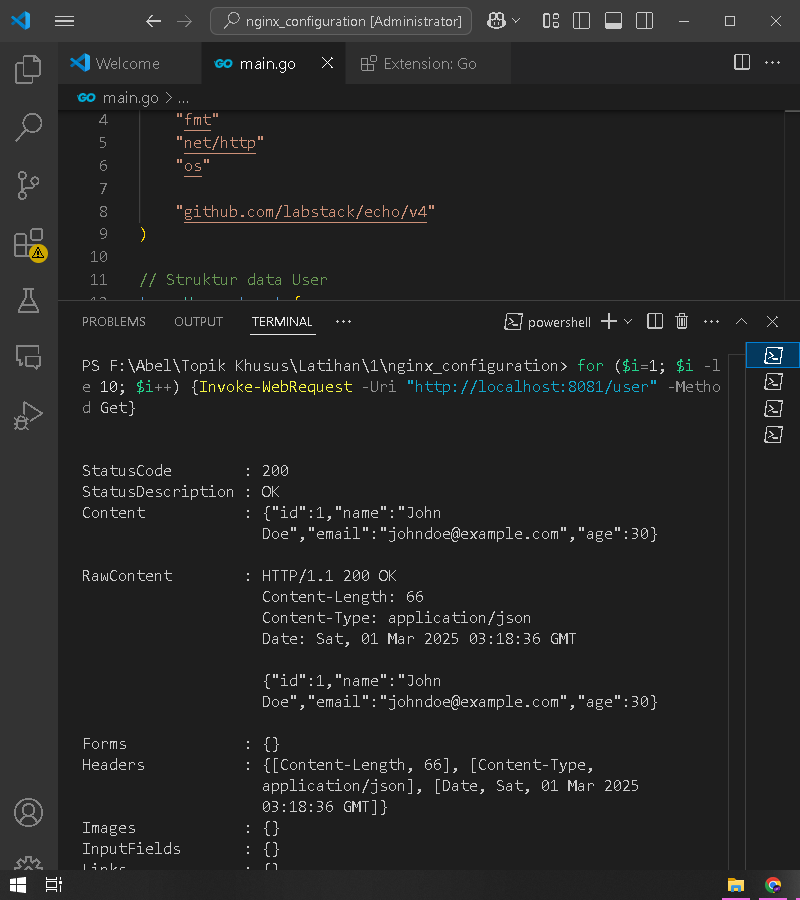 nginx_configuration [Administrator]
Welcome
main.go
Extension: Go
main.go > ...
4 "fmt"
5 "net/http"
6 "os"
7
8 "github.com/labstack/echo/v4"
9 )
10
11 // Struktur data User
PROBLEMS OUTPUT TERMINAL ...
powershell
PS F:\Abel\Topik Khusus\Latihan\1\nginx_configuration> for ($i=1; $i -l
e 10; $i++) {Invoke-WebRequest -Uri "http://localhost:8081/user" -Metho
d Get}
StatusCode : 200
StatusDescription : OK
Content : {"id":1,"name":"John
Doe","email":"johndoe@example.com","age":30}
RawContent : HTTP/1.1 200 OK
Content-Length: 66
Content-Type: application/json
Date: Sat, 01 Mar 2025 03:18:36 GMT
{"id":1,"name":"John
Doe","email":"johndoe@example.com","age":30}
Forms : {}
Headers : {[Content-Length, 66], [Content-Type,
application/json], [Date, Sat, 01 Mar 2025
03:18:36 GMT]}
Images : {}
InputFields : {}
Links : {}